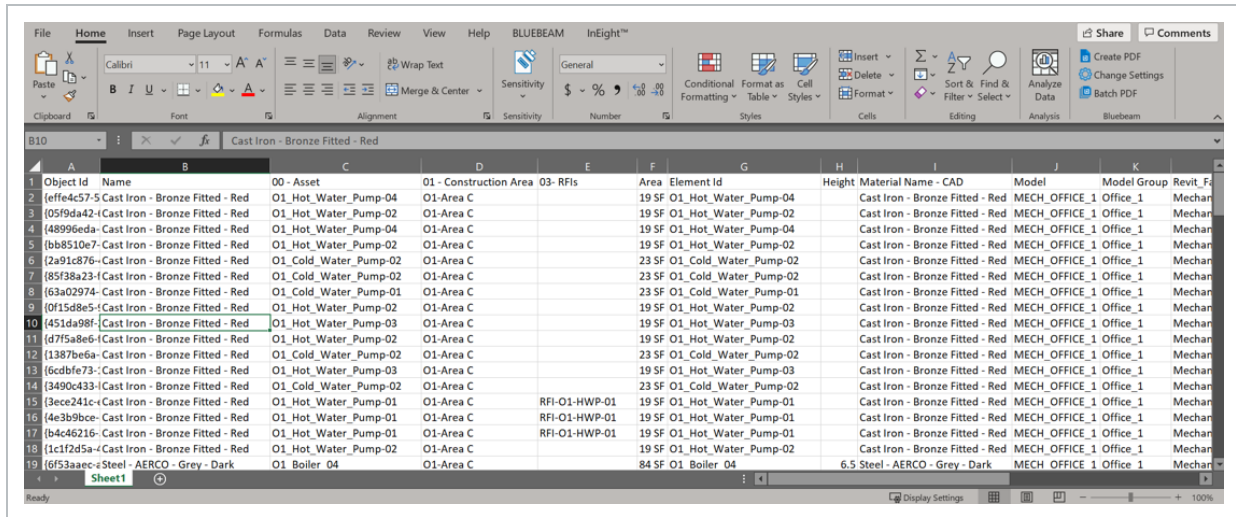 File Home Insert Page Layout Formulas Data Review View Help BLUEBEAM InEight™ Share Comments
Paste
Clipboard
Calibri 11 A^ A˅
B I U A
Font
Wrap Text
Merge & Center
Alignment
Sensitivity
Sensitivity
General
$ % 9
Number
Conditional Formatting Format as Table Cell Styles
Styles
Insert
Delete
Format
Cells
Sort & Filter Find & Select
Editing
Analyze Data
Analysis
Create PDF
Change Settings
Batch PDF
Bluebeam
B10 fx Cast Iron - Bronze Fitted - Red
A B C D E F G H I J K
1 Object Id Name 00 - Asset 01 - Construction Area 03- RFIs Area Element Id Height Material Name - CAD Model Model Group Revit_Fa
2 {effe4c57-5 Cast Iron - Bronze Fitted - Red O1_Hot_Water_Pump-04 O1-Area C 19 SF O1_Hot_Water_Pump-04 Cast Iron - Bronze Fitted - Red MECH_OFFICE_1 Office_1 Mechan
3 {05f9da42- Cast Iron - Bronze Fitted - Red O1_Hot_Water_Pump-02 O1-Area C 19 SF O1_Hot_Water_Pump-02 Cast Iron - Bronze Fitted - Red MECH_OFFICE_1 Office_1 Mechan
4 {48996eda- Cast Iron - Bronze Fitted - Red O1_Hot_Water_Pump-04 O1-Area C 19 SF O1_Hot_Water_Pump-04 Cast Iron - Bronze Fitted - Red MECH_OFFICE_1 Office_1 Mechan
5 {bb8510e7- Cast Iron - Bronze Fitted - Red O1_Hot_Water_Pump-02 O1-Area C 19 SF O1_Hot_Water_Pump-02 Cast Iron - Bronze Fitted - Red MECH_OFFICE_1 Office_1 Mechan
6 {2a91c876- Cast Iron - Bronze Fitted - Red O1_Cold_Water_Pump-02 O1-Area C 23 SF O1_Cold_Water_Pump-02 Cast Iron - Bronze Fitted - Red MECH_OFFICE_1 Office_1 Mechan
7 {85f38a23-f Cast Iron - Bronze Fitted - Red O1_Cold_Water_Pump-02 O1-Area C 23 SF O1_Cold_Water_Pump-02 Cast Iron - Bronze Fitted - Red MECH_OFFICE_1 Office_1 Mechan
8 {63a02974- Cast Iron - Bronze Fitted - Red O1_Cold_Water_Pump-01 O1-Area C 23 SF O1_Cold_Water_Pump-01 Cast Iron - Bronze Fitted - Red MECH_OFFICE_1 Office_1 Mechan
9 {0f15d8e5- Cast Iron - Bronze Fitted - Red O1_Hot_Water_Pump-02 O1-Area C 19 SF O1_Hot_Water_Pump-02 Cast Iron - Bronze Fitted - Red MECH_OFFICE_1 Office_1 Mechan
10 {451da98f- Cast Iron - Bronze Fitted - Red O1_Hot_Water_Pump-03 O1-Area C 19 SF O1_Hot_Water_Pump-03 Cast Iron - Bronze Fitted - Red MECH_OFFICE_1 Office_1 Mechan
11 {d7f5a8e6- Cast Iron - Bronze Fitted - Red O1_Hot_Water_Pump-02 O1-Area C 19 SF O1_Hot_Water_Pump-02 Cast Iron - Bronze Fitted - Red MECH_OFFICE_1 Office_1 Mechan
12 {1387be6a- Cast Iron - Bronze Fitted - Red O1_Cold_Water_Pump-02 O1-Area C 23 SF O1_Cold_Water_Pump-02 Cast Iron - Bronze Fitted - Red MECH_OFFICE_1 Office_1 Mechan
13 {6cdbfe73- Cast Iron - Bronze Fitted - Red O1_Hot_Water_Pump-03 O1-Area C 19 SF O1_Hot_Water_Pump-03 Cast Iron - Bronze Fitted - Red MECH_OFFICE_1 Office_1 Mechan
14 {3490c433- Cast Iron - Bronze Fitted - Red O1_Cold_Water_Pump-02 O1-Area C 23 SF O1_Cold_Water_Pump-02 Cast Iron - Bronze Fitted - Red MECH_OFFICE_1 Office_1 Mechan
15 {3ece241c- Cast Iron - Bronze Fitted - Red O1_Hot_Water_Pump-01 O1-Area C RFI-O1-HWP-01 19 SF O1_Hot_Water_Pump-01 Cast Iron - Bronze Fitted - Red MECH_OFFICE_1 Office_1 Mechan
16 {4e3b9bce- Cast Iron - Bronze Fitted - Red O1_Hot_Water_Pump-01 O1-Area C RFI-O1-HWP-01 19 SF O1_Hot_Water_Pump-01 Cast Iron - Bronze Fitted - Red MECH_OFFICE_1 Office_1 Mechan
17 {b4c46216- Cast Iron - Bronze Fitted - Red O1_Hot_Water_Pump-01 O1-Area C RFI-O1-HWP-01 19 SF O1_Hot_Water_Pump-01 Cast Iron - Bronze Fitted - Red MECH_OFFICE_1 Office_1 Mechan
18 {1c1f2d5a- Cast Iron - Bronze Fitted - Red O1_Hot_Water_Pump-02 O1-Area C 19 SF O1_Hot_Water_Pump-02 Cast Iron - Bronze Fitted - Red MECH_OFFICE_1 Office_1 Mechan
19 {6f53aaec- Steel - AERCO - Grey - Dark O1_Boiler_04 O1-Area C 84 SF O1_Boiler_04 6.5 Steel - AERCO - Grey - Dark MECH_OFFICE_1 Office_1 Mechan
Sheet1
Ready Display Settings 100%